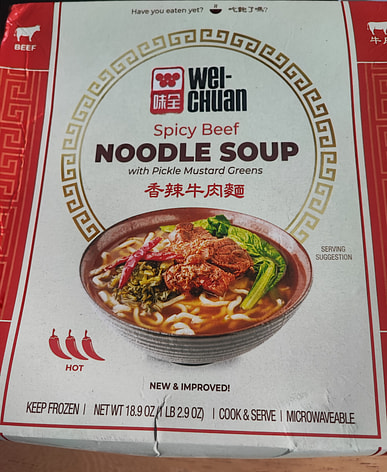 Have you eaten yet? 吃飽了嗎?
BEEF
味全
WEI-
CHUAN
Spicy Beef
NOODLE SOUP
with Pickle Mustard Greens
香辣牛肉麵
SERVING
SUGGESTION
HOT
NEW & IMPROVED!
KEEP FROZEN | NET WT 18.9 OZ (1 LB 2.9 OZ) | COOK & SERVE | MICROWAVEABLE